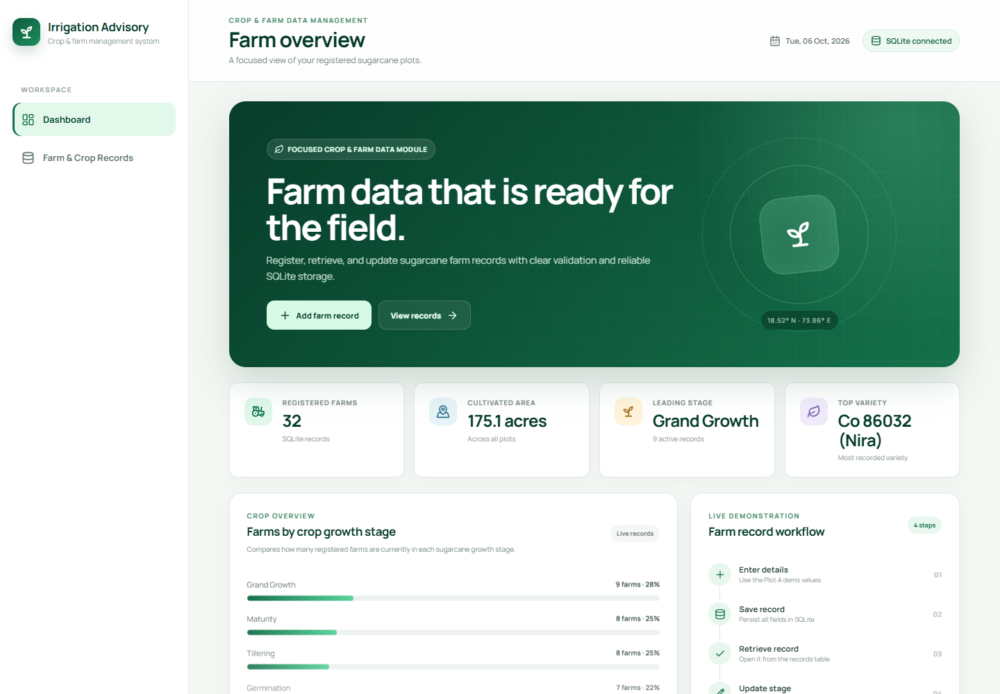 Irrigation Advisory
Crop & farm management system
WORKSPACE
Dashboard
Farm & Crop Records
CROP & FARM DATA MANAGEMENT
Farm overview
A focused view of your registered sugarcane plots.
Tue, 06 Oct, 2026
SQLite connected
FOCUSED CROP & FARM DATA MODULE
Farm data that is ready for
the field.
Register, retrieve, and update sugarcane farm records with clear validation and reliable
SQLite storage.
Add farm record
View records
18.52° N · 73.86° E
REGISTERED FARMS
32
SQLite records
CULTIVATED AREA
175.1 acres
Across all plots
LEADING STAGE
Grand Growth
9 active records
TOP VARIETY
Co 86032
(Nira)
Most recorded variety
CROP OVERVIEW
Farms by crop growth stage
Live records
Compares how many registered farms are currently in each sugarcane growth stage.
Grand Growth
9 farms · 28%
Maturity
8 farms · 25%
Tillering
8 farms · 25%
Germination
7 farms · 22%
LIVE DEMONSTRATION
Farm record workflow
4 steps
Enter details
Use the Plot A demo values
01
Save record
Persist all fields in SQLite
02
Retrieve record
Open it from the records table
03
Update stage
04